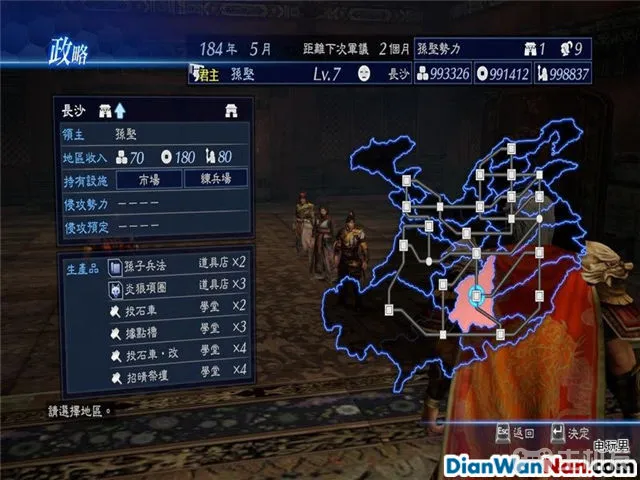 政略
184年 5月 距離下次軍議 2個月 孫堅勢力 1 9
君主 孫堅 Lv.7 長沙 993326 991412 998837
長沙
領主 孫堅
地區收入 70 180 80
持有設施 市場 練兵場
侵攻勢力 ----
侵攻預定 ----
生產品 孫子兵法 道具店 ×2
炎狼項圈 道具店 ×3
投石車 學堂 ×2
據點櫓 學堂 ×3
投石車·改 學堂 ×4
招晴祭壇 學堂 ×4
請選擇地區。
Esc 返回 決定
电玩男
DianWanNan.com